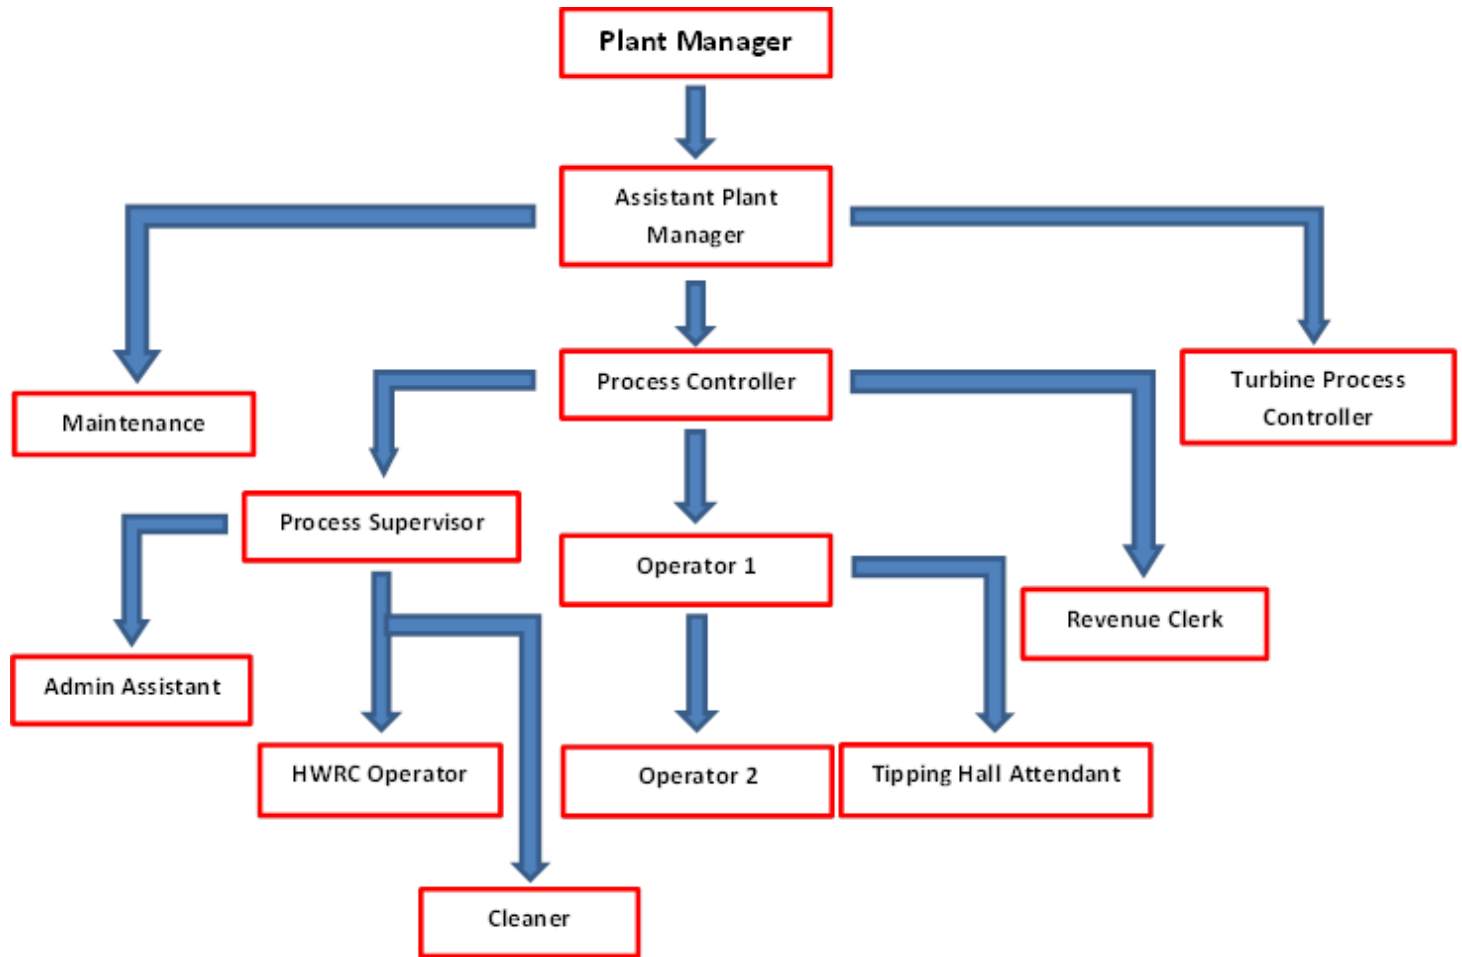 Plant Manager
Assistant Plant
Manager
Process Controller
Turbine Process
Controller
Maintenance
Process Supervisor
Operator 1
Revenue Clerk
Admin Assistant
HWRC Operator
Operator 2
Tipping Hall Attendant
Cleaner